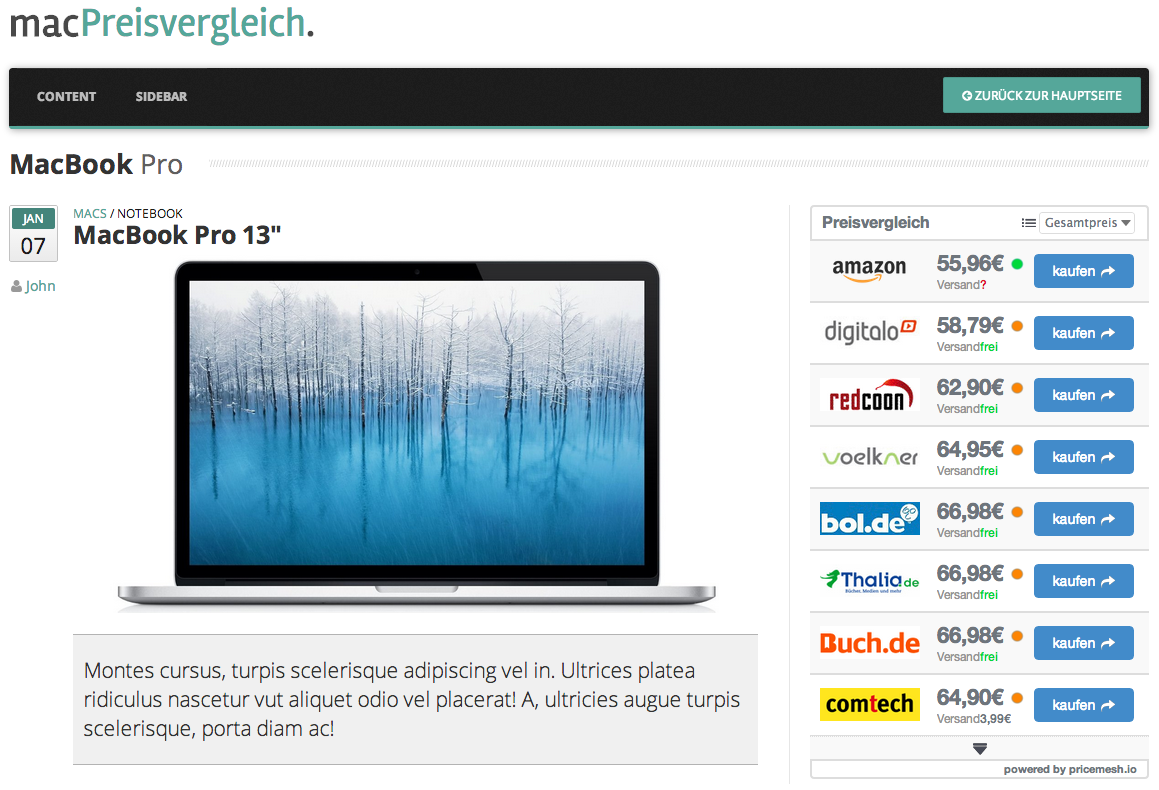 macPreisvergleich.
CONTENT
SIDEBAR
ZURÜCK ZUR HAUPTSEITE
MacBook Pro
JAN
07
John
MACS / NOTEBOOK
MacBook Pro 13"
Montes cursus, turpis scelerisque adipiscing vel in. Ultrices platea
ridiculus nascetur vut aliquet odio vel placerat! A, ultricies augue turpis
scelerisque, porta diam ac!
Preisvergleich
Gesamtpreis
amazon
55,96€
Versand?
kaufen
digitalo
58,79€
Versandfrei
kaufen
redcoon
62,90€
Versandfrei
kaufen
voelkner
64,95€
Versandfrei
kaufen
bol.de
66,98€
Versandfrei
kaufen
Thalia.de
Bücher, Medien und mehr
66,98€
Versandfrei
kaufen
Buch.de
66,98€
Versandfrei
kaufen
comtech
64,90€
Versand3,99€
kaufen
powered by pricemesh.io